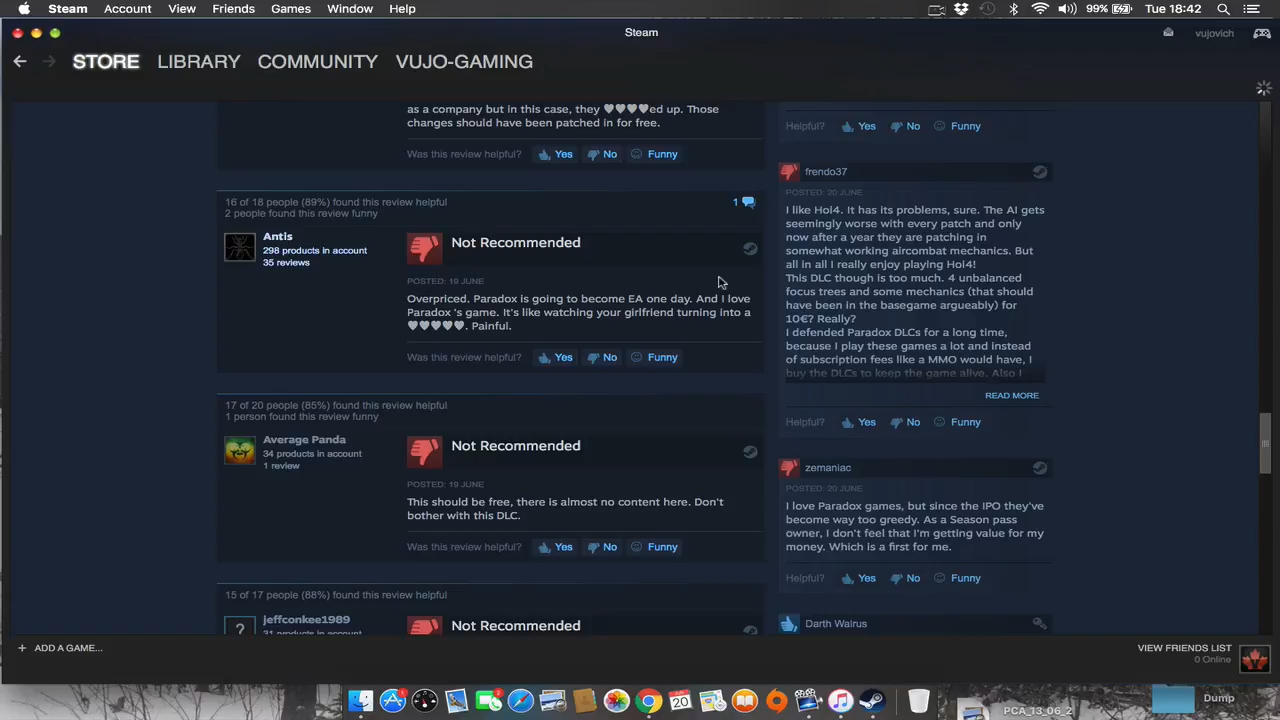 Steam Account View Friends Games Window Help 99% Tue 18:42
Steam
vujovich
STORE LIBRARY COMMUNITY VUJO-GAMING
as a company but in this case, they ♥♥♥♥ed up. Those
changes should have been patched in for free.
Was this review helpful? Yes No Funny
16 of 18 people (89%) found this review helpful
2 people found this review funny
1
Antis
298 products in account
35 reviews
Not Recommended
POSTED: 19 JUNE
Overpriced. Paradox is going to become EA one day. And I love
Paradox 's game. It's like watching your girlfriend turning into a
♥♥♥♥♥. Painful.
Was this review helpful? Yes No Funny
17 of 20 people (85%) found this review helpful
1 person found this review funny
Average Panda
34 products in account
1 review
Not Recommended
POSTED: 19 JUNE
This should be free, there is almost no content here. Don't
bother with this DLC.
Was this review helpful? Yes No Funny
15 of 17 people (88%) found this review helpful
jeffconkee1989
31 products in account
?
Not Recommended
Helpful? Yes No Funny
frendo37
POSTED: 20 JUNE
I like Hoi4. It has its problems, sure. The AI gets
seemingly worse with every patch and only
now after a year they are patching in
somewhat working aircombat mechanics. But
all in all I really enjoy playing Hoi4!
This DLC though is too much. 4 unbalanced
focus trees and some mechanics (that should
have been in the basegame argueably) for
10€? Really?
I defended Paradox DLCs for a long time,
because I play these games a lot and instead
of subscription fees like a MMO would have, I
buy the DLCs to keep the game alive. Also I
READ MORE
Helpful? Yes No Funny
zemaniac
POSTED: 20 JUNE
I love Paradox games, but since the IPO they've
become way too greedy. As a Season pass
owner, I don't feel that I'm getting value for my
money. Which is a first for me.
Helpful? Yes No Funny
Darth Walrus
+ ADD A GAME...
VIEW FRIENDS LIST
0 Online
20
PCA_13_06_2
Dump